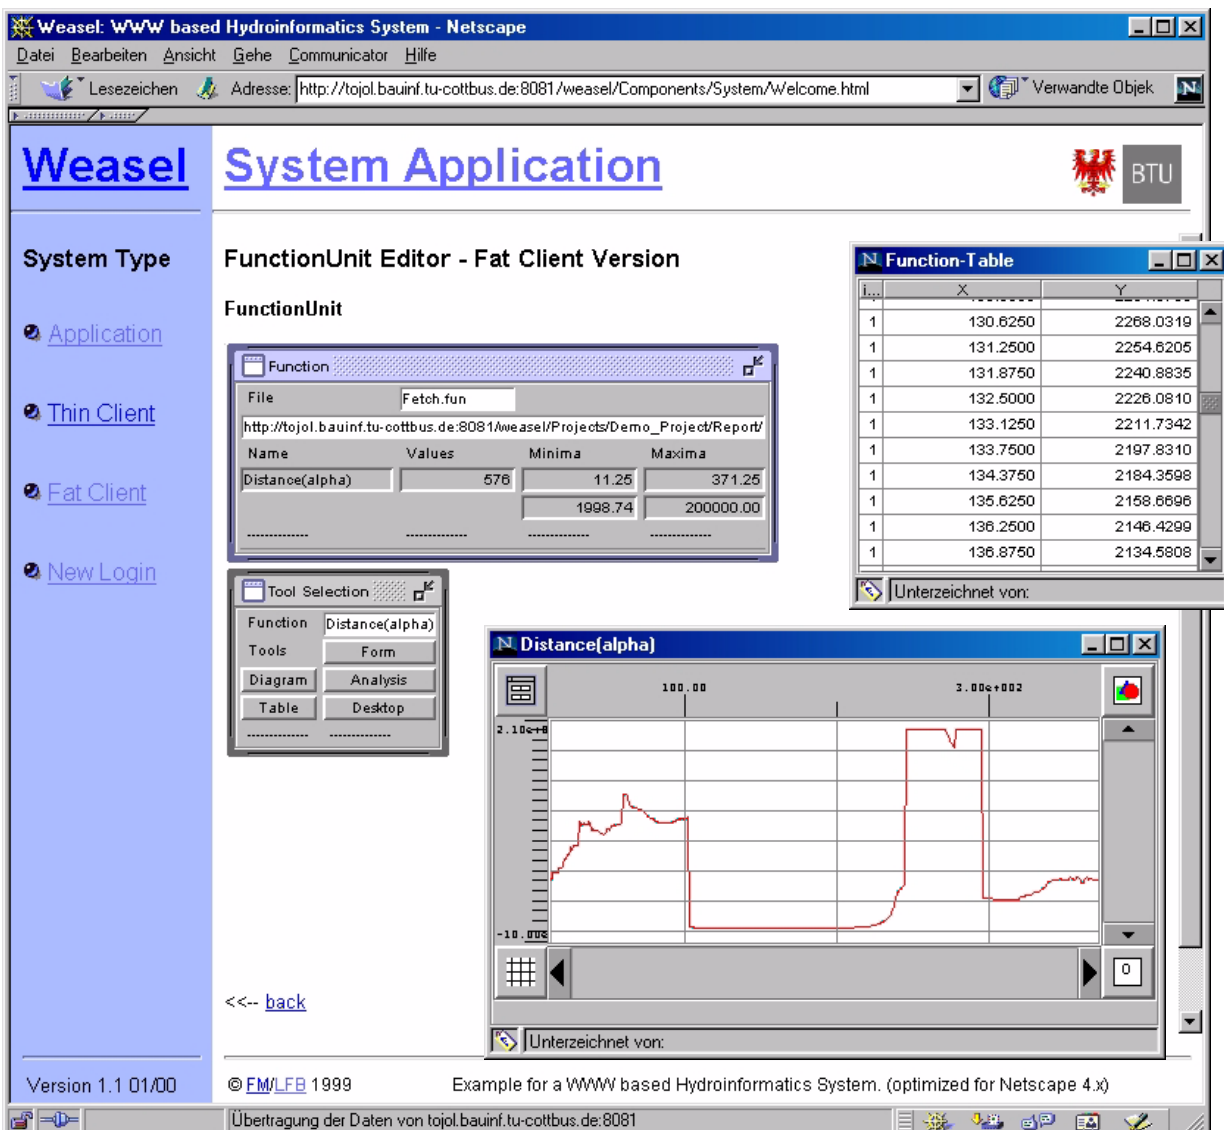 Weasel: WWW based Hydroinformatics System - Netscape
Datei Bearbeiten Ansicht Gehe Communicator Hilfe
Lesezeichen Adresse: http://tojol.bauinf.tu-cottbus.de:8081/weasel/Components/System/Welcome.html Verwandte Objek N
Weasel
System Application
BTU
System Type
Application
Thin Client
Fat Client
New Login
FunctionUnit Editor - Fat Client Version
FunctionUnit
Function
File Fetch.fun
http://tojol.bauinf.tu-cottbus.de:8081/weasel/Projects/Demo_Project/Report/
Name Values Minima Maxima
Distance(alpha) 576 11.25 371.25
1998.74 200000.00
-------------- -------------- -------------- --------------
Tool Selection
Function Distance(alpha)
Tools Form
Diagram Analysis
Table Desktop
-------------- --------------
N Function-Table
i... X Y
1 130.6250 2268.0319
1 131.2500 2254.6205
1 131.8750 2240.8835
1 132.5000 2226.0810
1 133.1250 2211.7342
1 133.7500 2197.8310
1 134.3750 2184.3598
1 135.6250 2158.6696
1 136.2500 2146.4299
1 136.8750 2134.5808
Unterzeichnet von:
N Distance(alpha)
100.00 3.00e+002
2.10e+0
-10.00e
0
Unterzeichnet von:
<<-- back
Version 1.1 01/00
© FM/LFB 1999 Example for a WWW based Hydroinformatics System. (optimized for Netscape 4.x)
Übertragung der Daten von tojol.bauinf.tu-cottbus.de:8081